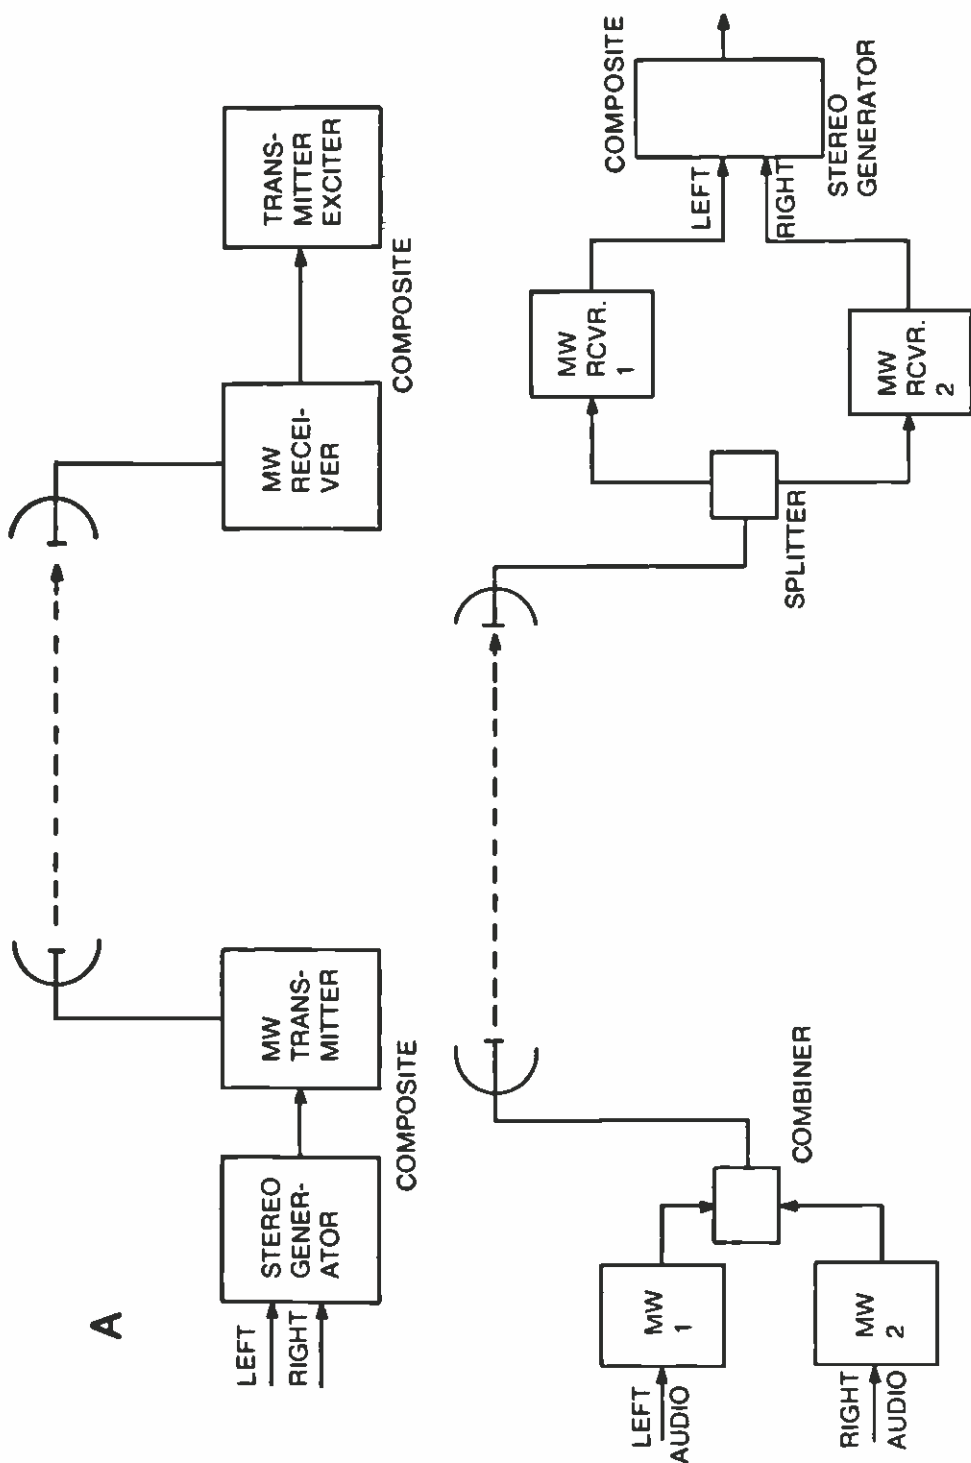 A
LEFT
RIGHT
STEREO
GENER-
ATOR
COMPOSITE
MW
TRANS-
MITTER
MW
RECEI-
VER
COMPOSITE
TRANS-
MITTER
EXCITER
LEFT
AUDIO
RIGHT
AUDIO
MW
1
MW
2
COMBINER
SPLITTER
MW
RCVR.
1
MW
RCVR.
2
LEFT
RIGHT
COMPOSITE
STEREO
GENERATOR